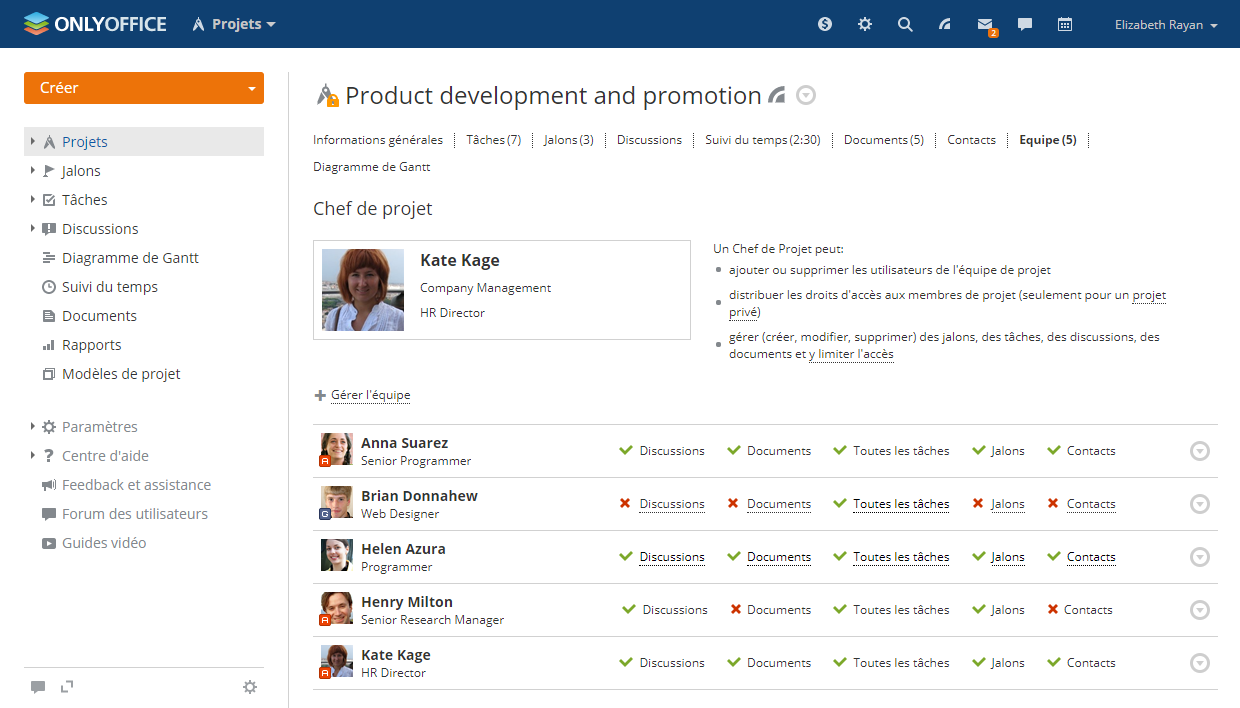 ONLYOFFICE Projets 2 Elizabeth Rayan
Créer
Projets
Jalons
Tâches
Discussions
Diagramme de Gantt
Suivi du temps
Documents
Rapports
Modèles de projet
Paramètres
Centre d'aide
Feedback et assistance
Forum des utilisateurs
Guides vidéo
Product development and promotion
Informations générales Tâches (7) Jalons (3) Discussions Suivi du temps (2:30) Documents (5) Contacts Equipe (5)
Diagramme de Gantt
Chef de projet
Kate Kage
Company Management
HR Director
Un Chef de Projet peut:
ajouter ou supprimer les utilisateurs de l'équipe de projet
distribuer les droits d'accès aux membres de projet (seulement pour un projet
privé)
gérer (créer, modifier, supprimer) des jalons, des tâches, des discussions, des
documents et y limiter l'accès
Gérer l'équipe
Anna Suarez
A Senior Programmer Discussions Documents Toutes les tâches Jalons Contacts
Brian Donnahew
G Web Designer Discussions Documents Toutes les tâches Jalons Contacts
Helen Azura
Programmer Discussions Documents Toutes les tâches Jalons Contacts
Henry Milton
A Senior Research Manager Discussions Documents Toutes les tâches Jalons Contacts
Kate Kage
A HR Director Discussions Documents Toutes les tâches Jalons Contacts